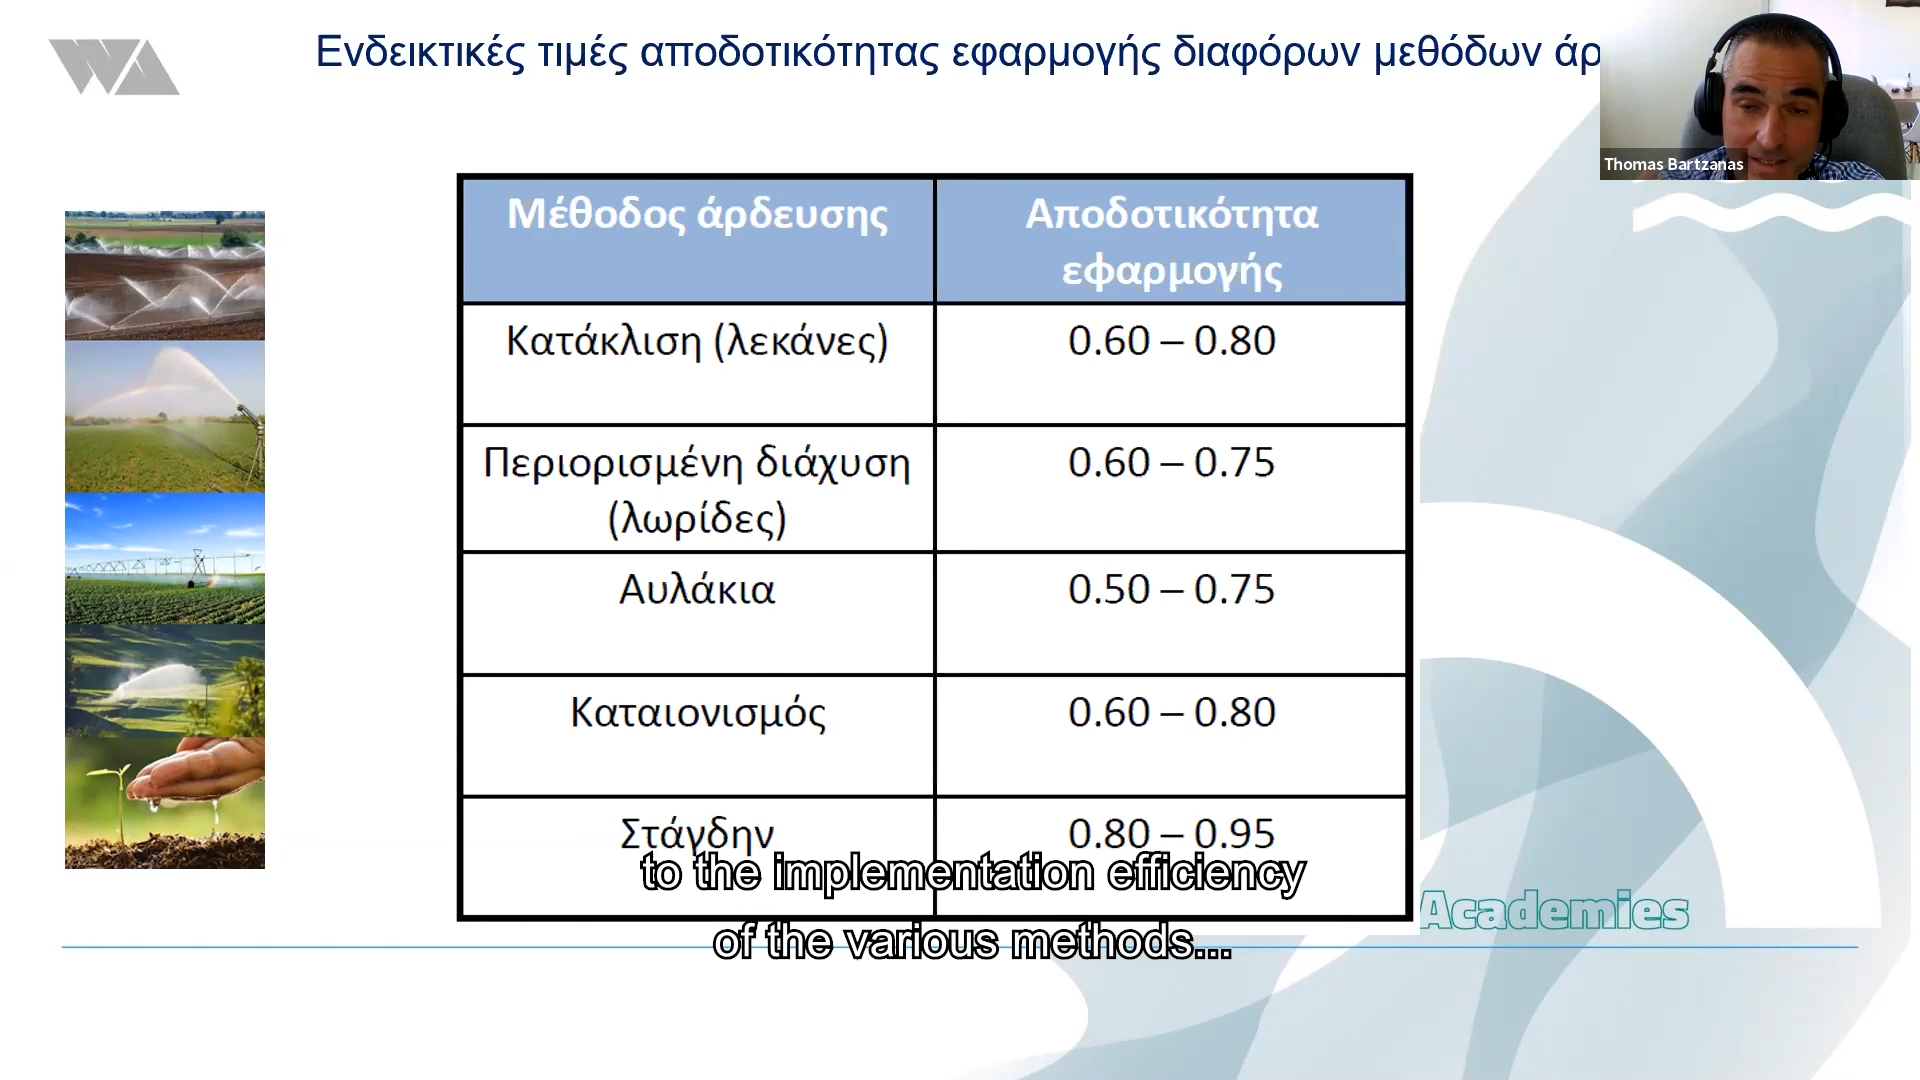 Ενδεικτικές τιμές αποδοτικότητας εφαρμογής διαφόρων μεθόδων άρ
Thomas Bartzanas
Μέθοδος άρδευσης
Αποδοτικότητα
εφαρμογής
Κατάκλιση (λεκάνες)
0.60 – 0.80
Περιορισμένη διάχυση
(λωρίδες)
0.60 – 0.75
Αυλάκια
0.50 – 0.75
Καταιονισμός
0.60 – 0.80
Στάγδην
0.80 – 0.95
to the implementation efficiency
of the various methods...
Academies